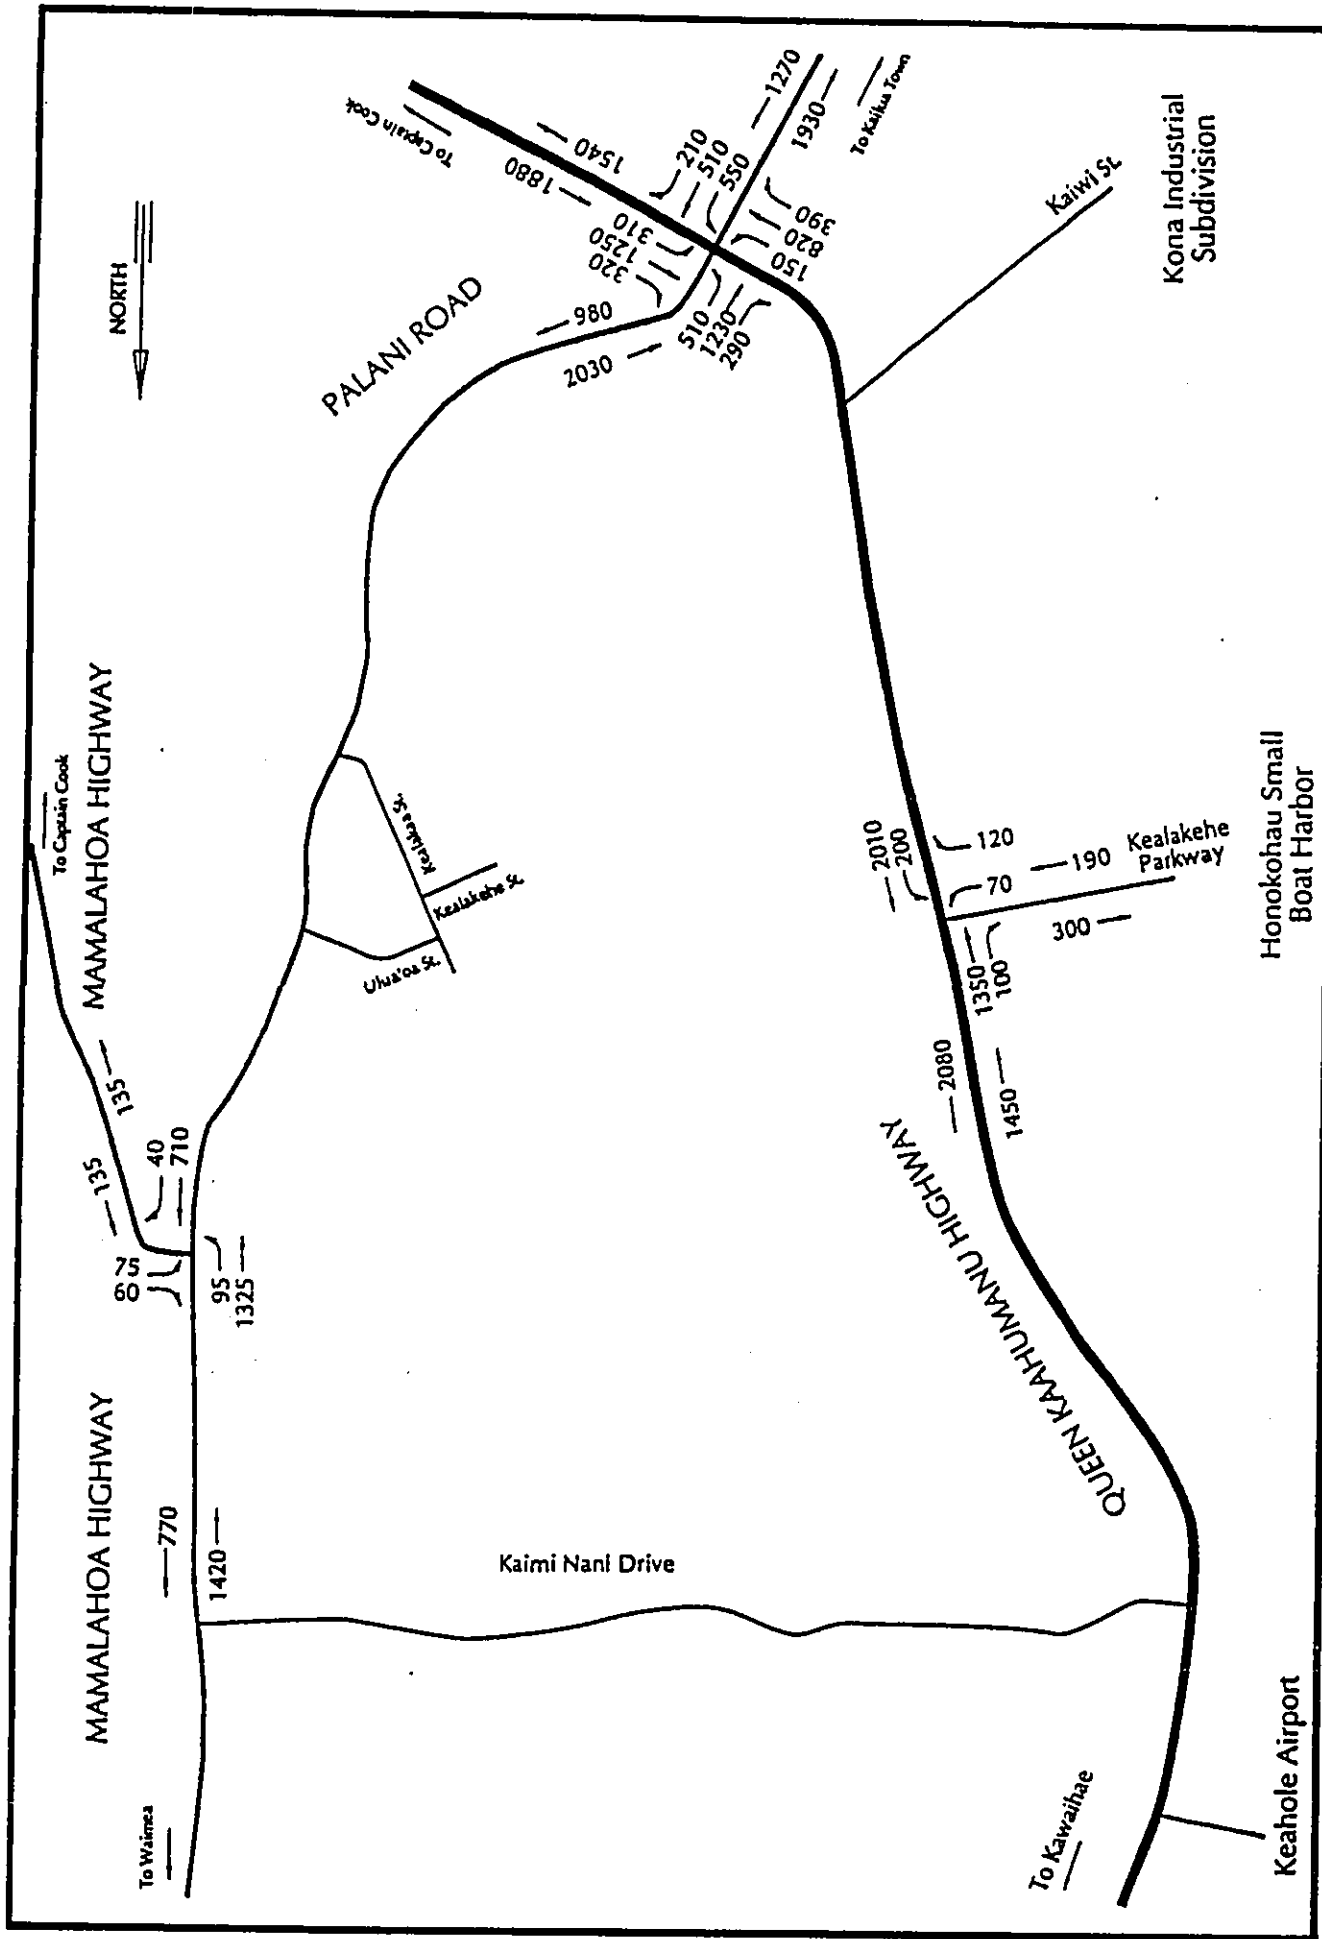 NORTH
To Captain Cook
1880
1540
1270
1930
To Kailua Town
210
510
550
310
1250
320
390
820
150
510
1230
290
980
2030
PALANI ROAD
Kaiwi St.
Kona Industrial
Subdivision
To Captain Cook
MAMALAHOA HIGHWAY
Kealakaa St.
Kealakehe St.
Ulua'oa St.
135
135
40
710
75
60
95
1325
2010
200
120
70
190
Kealakehe
Parkway
300
1350
100
2080
1450
Honokohau Small
Boat Harbor
QUEEN KAAHUMANU HIGHWAY
MAMALAHOA HIGHWAY
770
1420
Kaimi Nani Drive
To Waimea
To Kawaihae
Keahole Airport